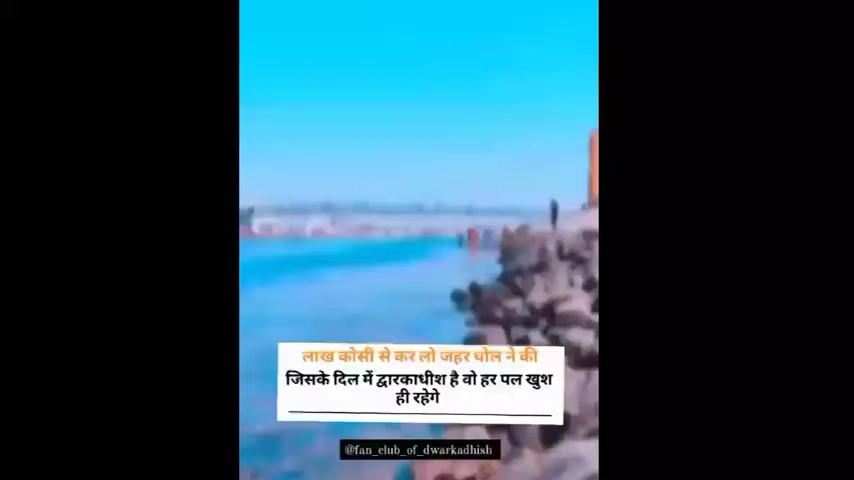 लाख कोसी से कर लो जहर घोल ने की
जिसके दिल में द्वारकाधीश है वो हर पल खुश
ही रहेगे
@fan_club_of_dwarkadhish